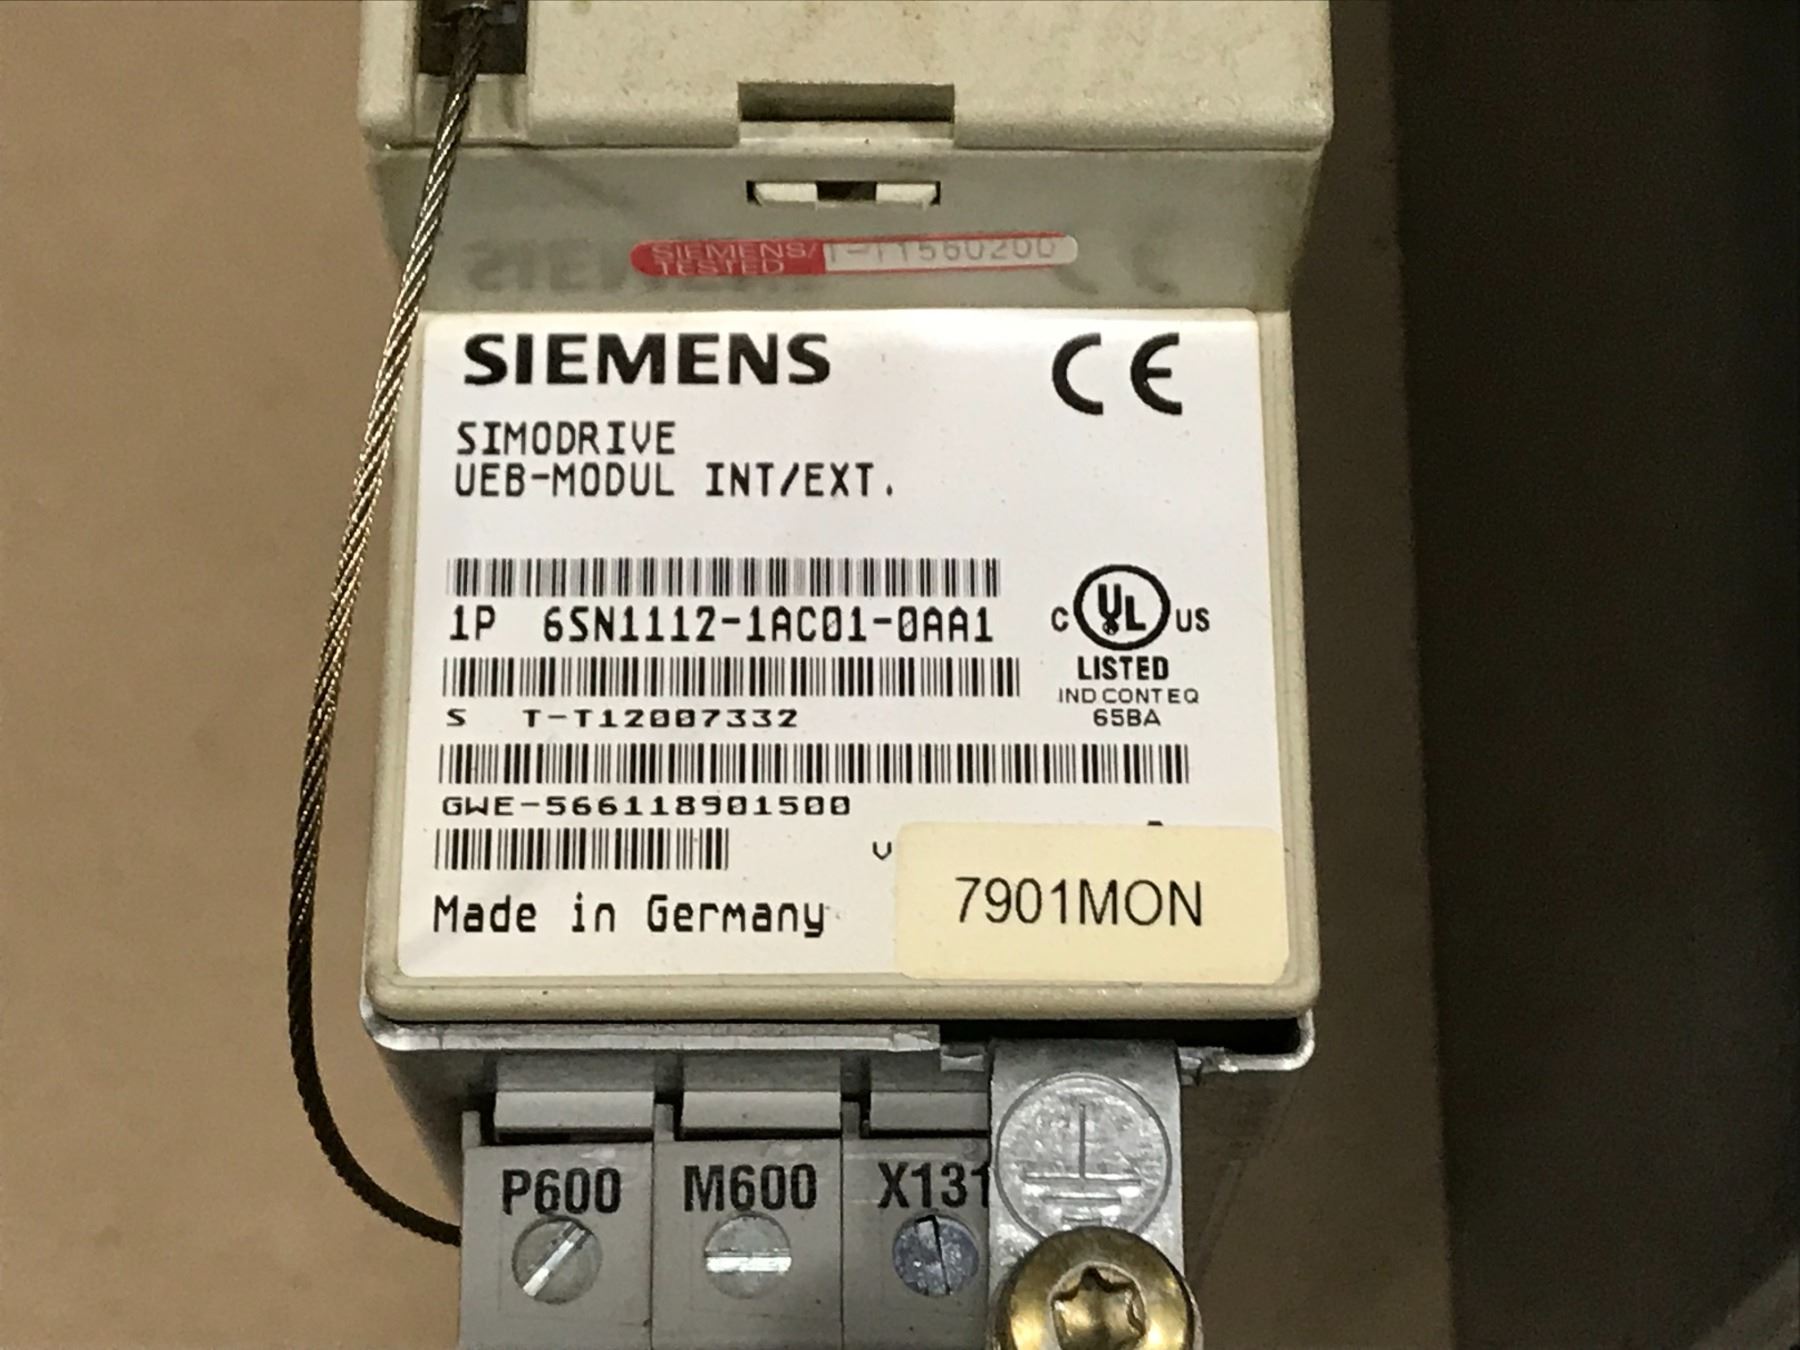 SIEMENS/ T-T1560200
TESTED
SIEMENS CE
SIMODRIVE
UEB-MODUL INT/EXT.
1P 6SN1112-1AC01-0AA1
C UL US
LISTED
IND CONT EQ
65BA
S T-T12007332
GWE-566118901500
V
7901MON
Made in Germany
P600 M600 X131